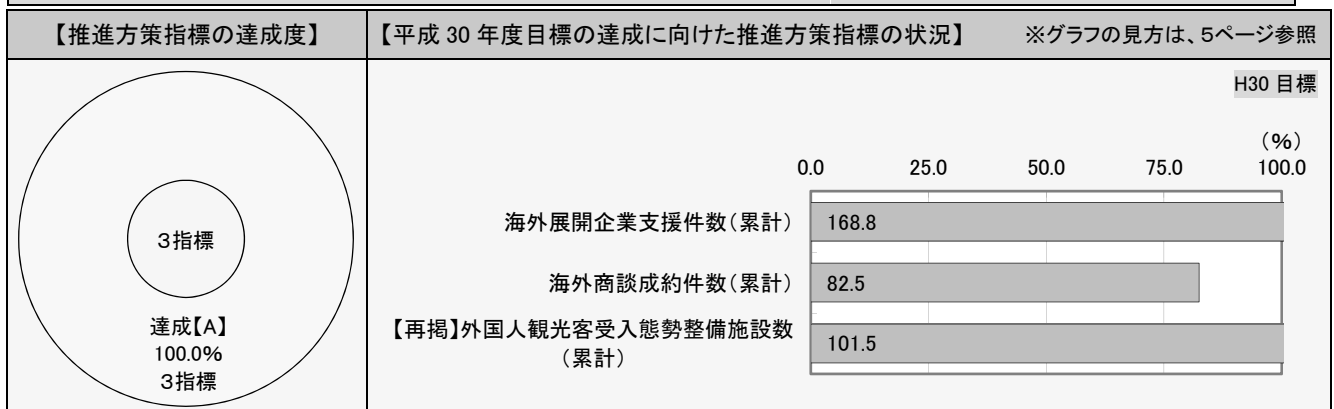 【推進方策指標の達成度】
【平成 30 年度目標の達成に向けた推進方策指標の状況】 ※グラフの見方は、5ページ参照
3指標
達成【A】
100.0%
3指標
H30 目標
(%)
0.0 25.0 50.0 75.0 100.0
海外展開企業支援件数(累計) 168.8
海外商談成約件数(累計) 82.5
【再掲】外国人観光客受入態勢整備施設数
(累計)
101.5